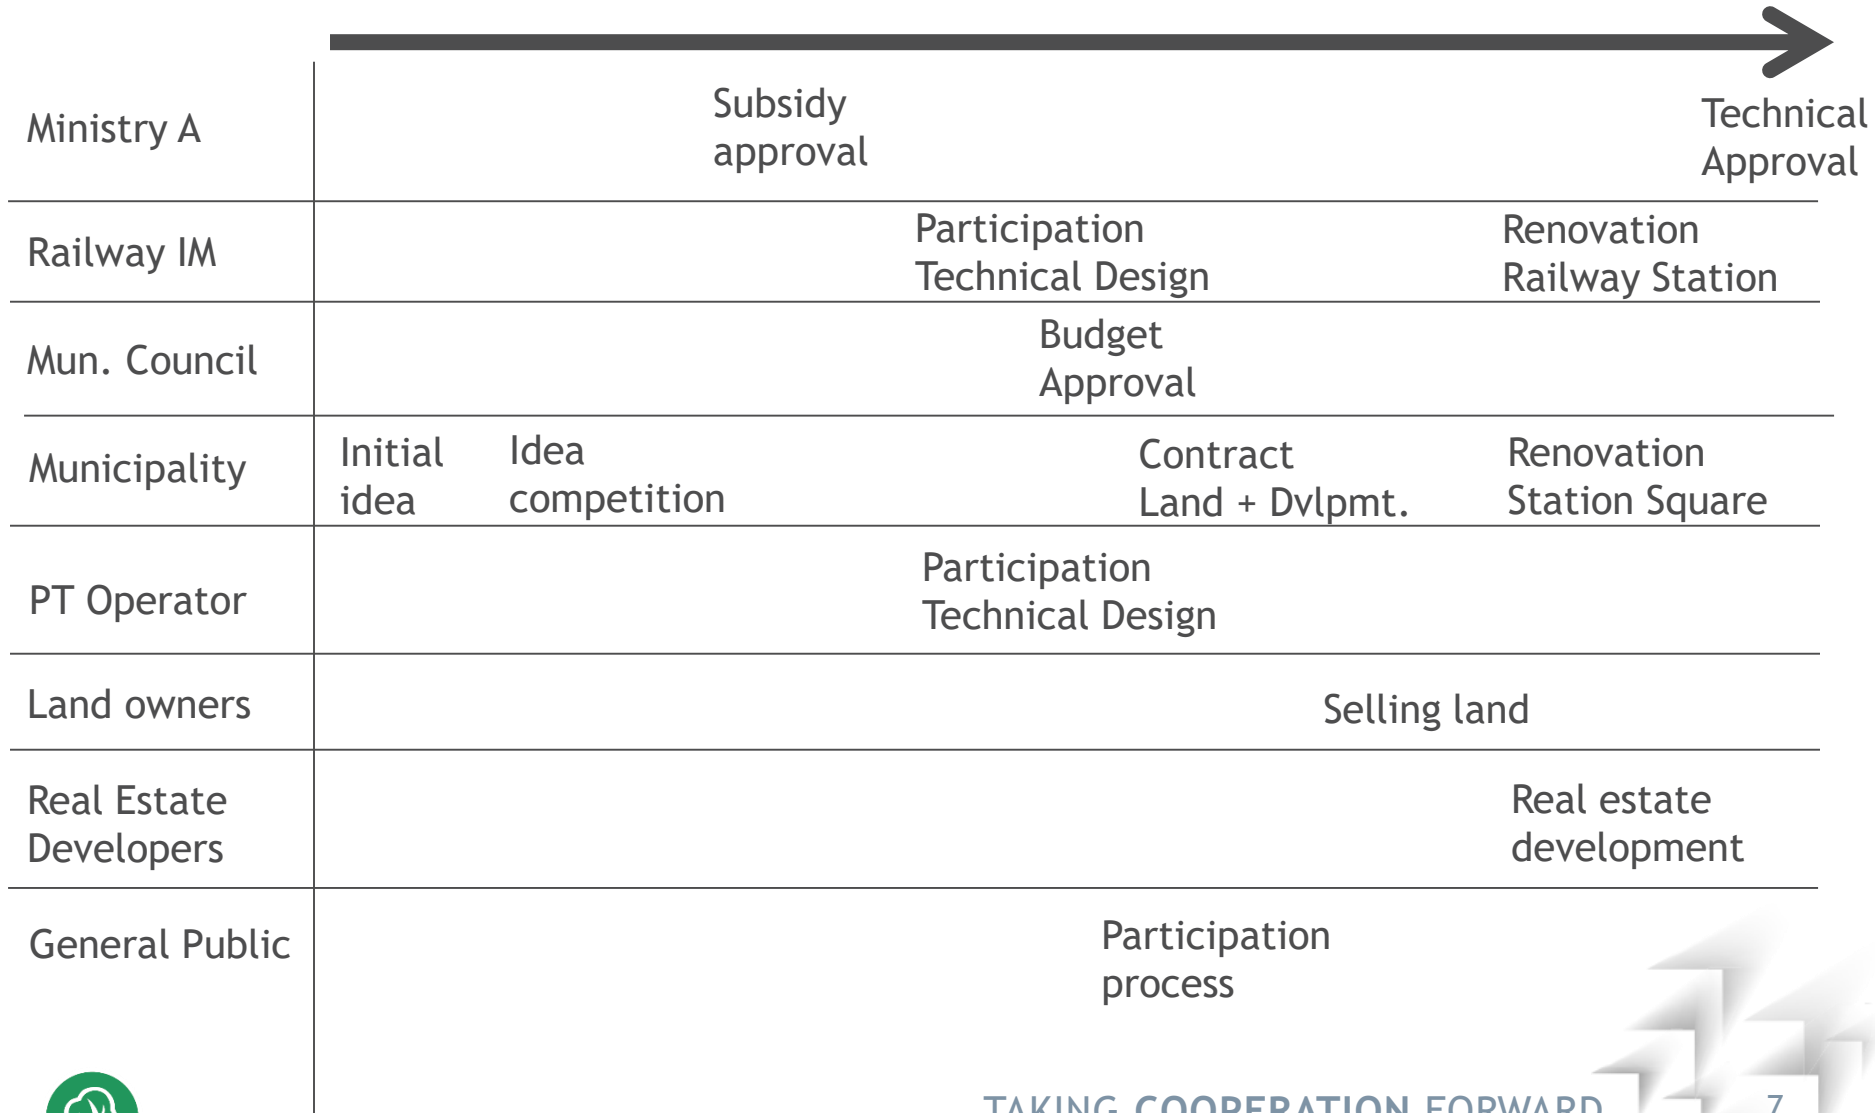 Ministry A
Subsidy
approval
Technical
Approval
Railway IM
Participation
Technical Design
Renovation
Railway Station
Mun. Council
Budget
Approval
Municipality
Initial
idea
Idea
competition
Contract
Land + Dvlpmt.
Renovation
Station Square
PT Operator
Participation
Technical Design
Land owners
Selling land
Real Estate
Developers
Real estate
development
General Public
Participation
process
TAKING COOPERATION FORWARD
7